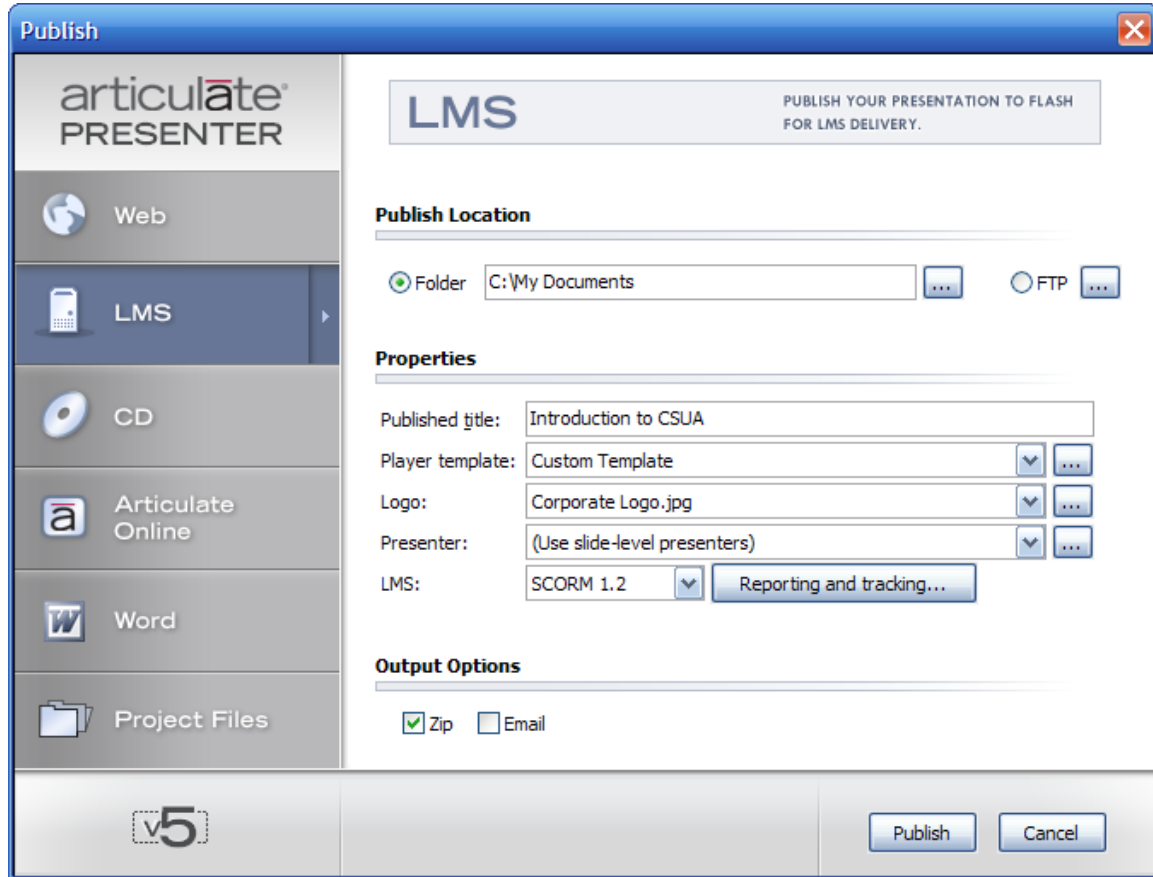 Publish
articulāte®
PRESENTER
Web
LMS
CD
Articulate
Online
Word
Project Files
v5
LMS
PUBLISH YOUR PRESENTATION TO FLASH
FOR LMS DELIVERY.
Publish Location
Folder C:\My Documents ... FTP ...
Properties
Published title: Introduction to CSUA
Player template: Custom Template ...
Logo: Corporate Logo.jpg ...
Presenter: (Use slide-level presenters) ...
LMS: SCORM 1.2 Reporting and tracking...
Output Options
Zip Email
Publish Cancel